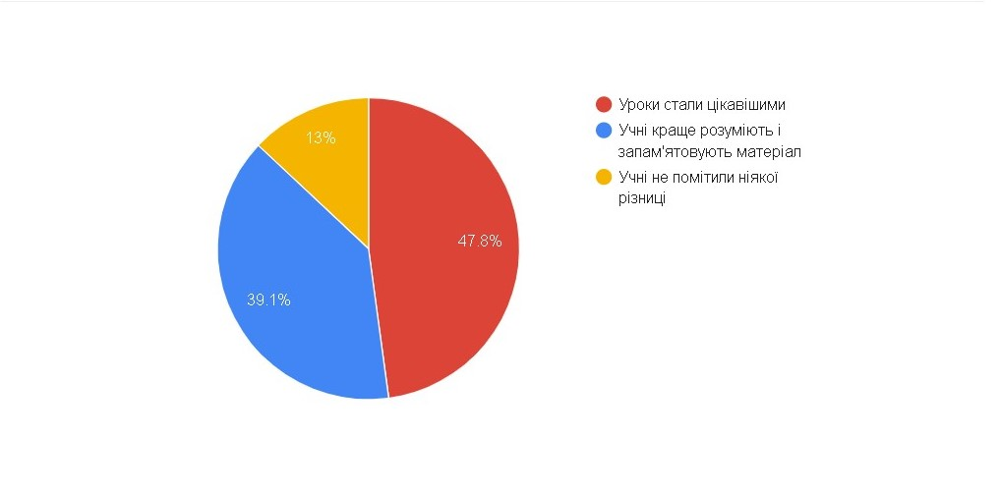 Уроки стали цікавішими
Учні краще розуміють і
запам'ятовують матеріал
Учні не помітили ніякої
різниці
13%
47.8%
39.1%